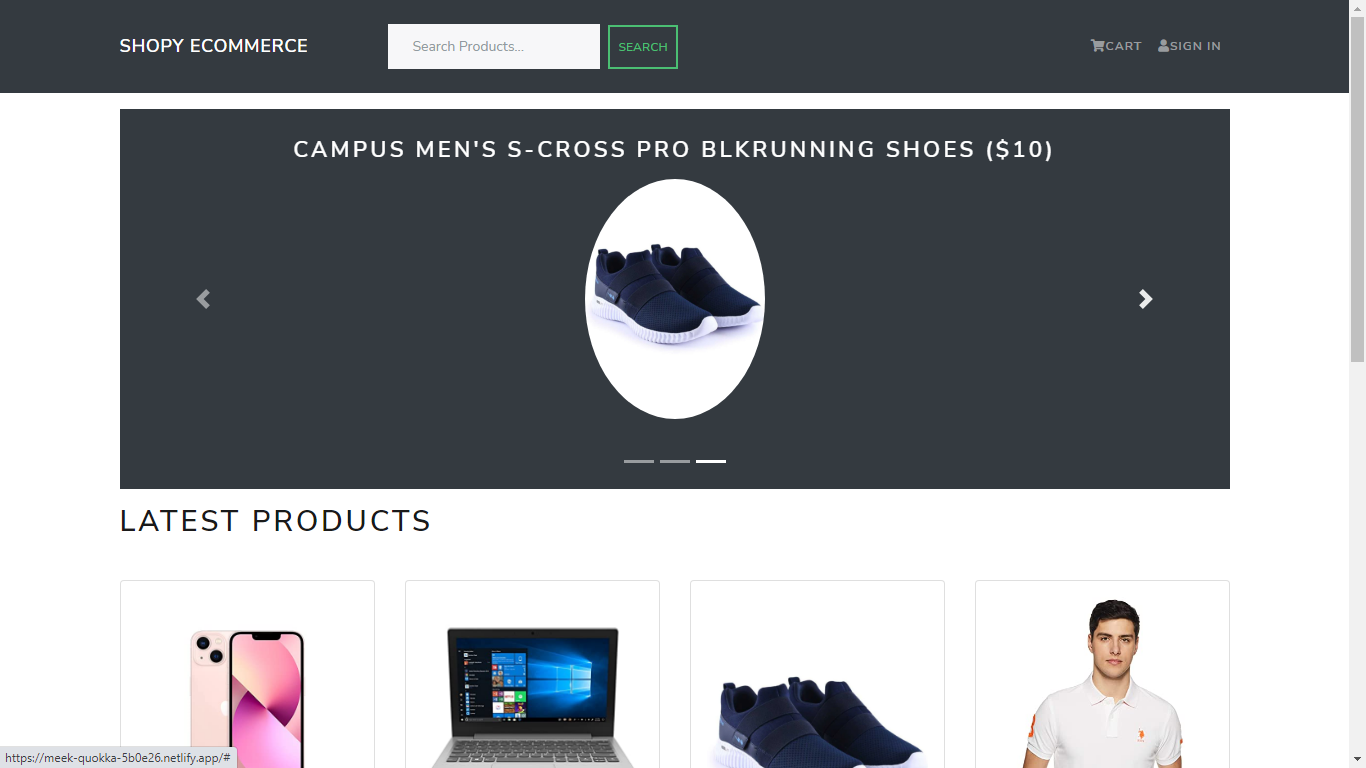 SHOPY ECOMMERCE
Search Products...
SEARCH
CART
SIGN IN
CAMPUS MEN'S S-CROSS PRO BLKRUNNING SHOES ($10)
LATEST PRODUCTS
https://meek-quokka-5b0e26.netlify.app/#